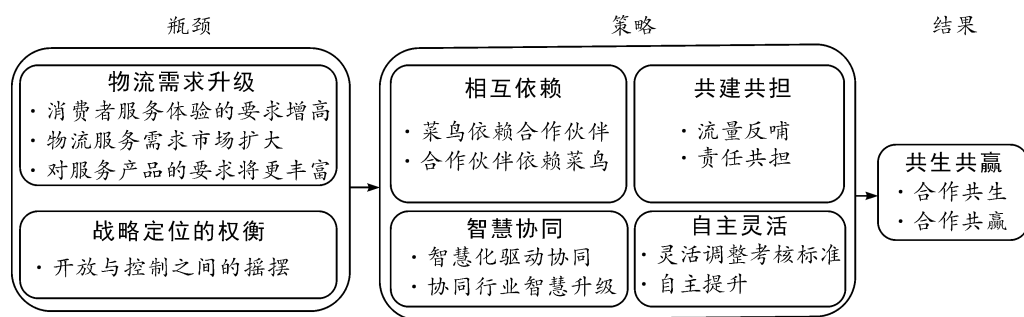 瓶颈
策略
结果
物流需求升级
· 消费者服务体验的要求增高
· 物流服务需求市场扩大
· 对服务产品的要求将更丰富
战略定位的权衡
· 开放与控制之间的摇摆
相互依赖
· 菜鸟依赖合作伙伴
· 合作伙伴依赖菜鸟
共建共担
· 流量反哺
· 责任共担
智慧协同
· 智慧化驱动协同
· 协同行业智慧升级
自主灵活
· 灵活调整考核标准
· 自主提升
共生共赢
· 合作共生
· 合作共赢